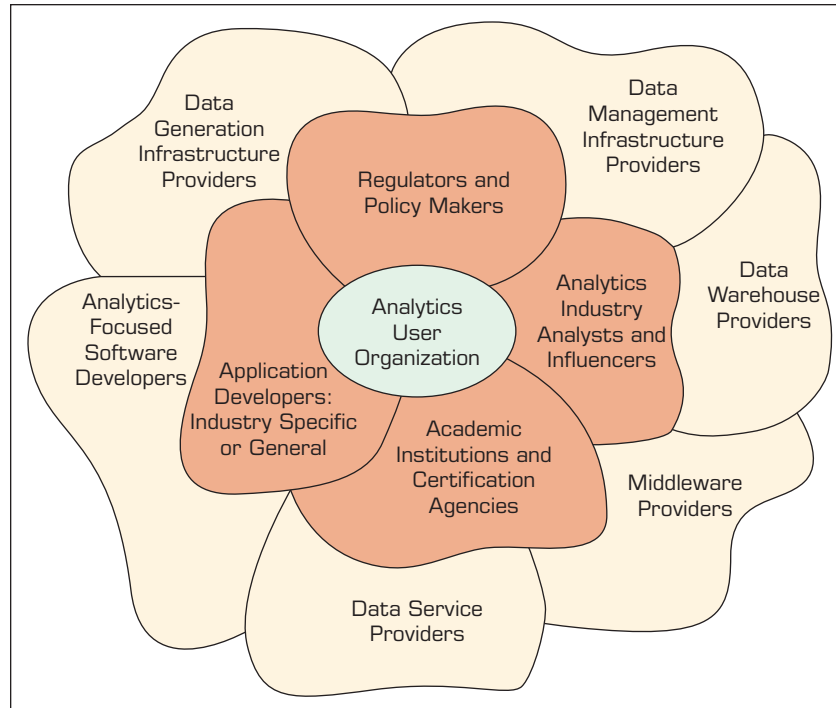 Data
Generation
Infrastructure
Providers
Data
Management
Infrastructure
Providers
Regulators and
Policy Makers
Analytics-
Focused
Software
Developers
Analytics
User
Organization
Analytics
Industry
Analysts and
Influencers
Data
Warehouse
Providers
Application
Developers:
Industry Specific
or General
Academic
Institutions and
Certification
Agencies
Middleware
Providers
Data Service
Providers